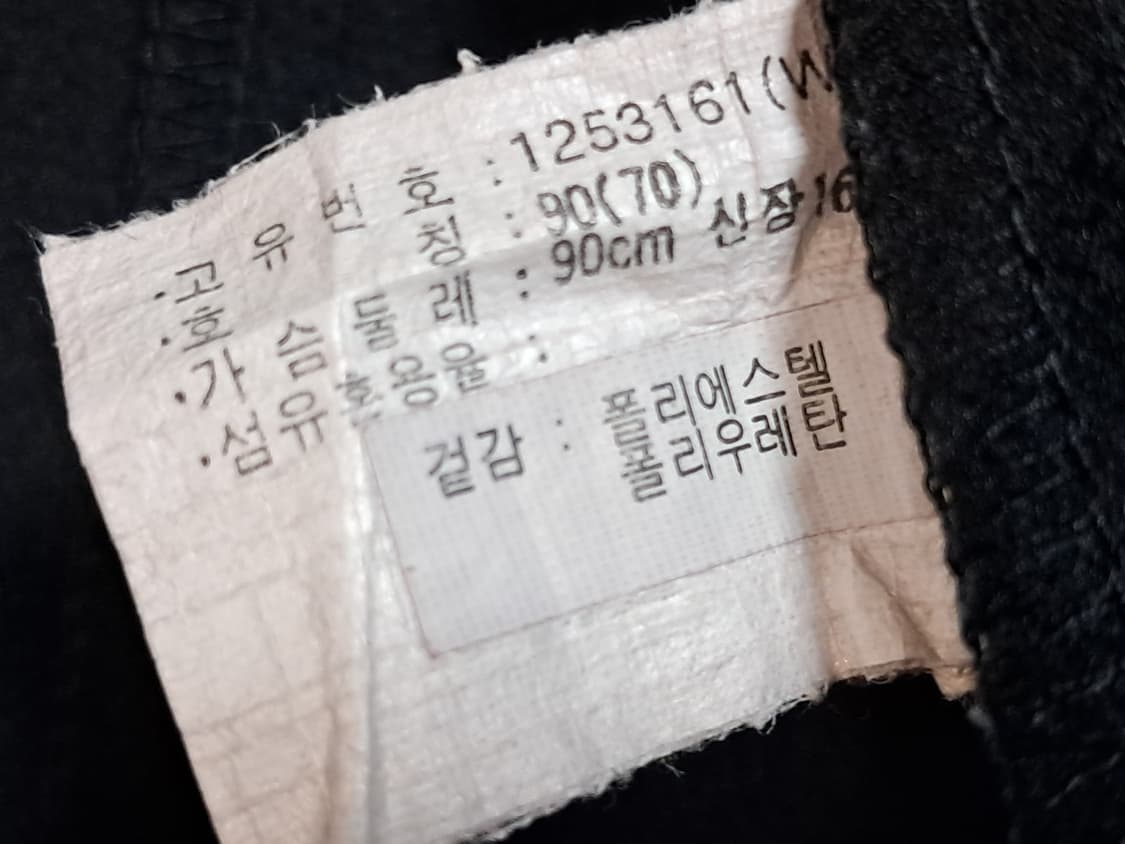 ·고 유 번 호 : 1253161(W
·호 칭 : 90(70)
·가 슴 둘 레 : 90cm 신장16
·섬 유 혼 용 율 :
겉감 : 폴리에스텔
폴리우레탄